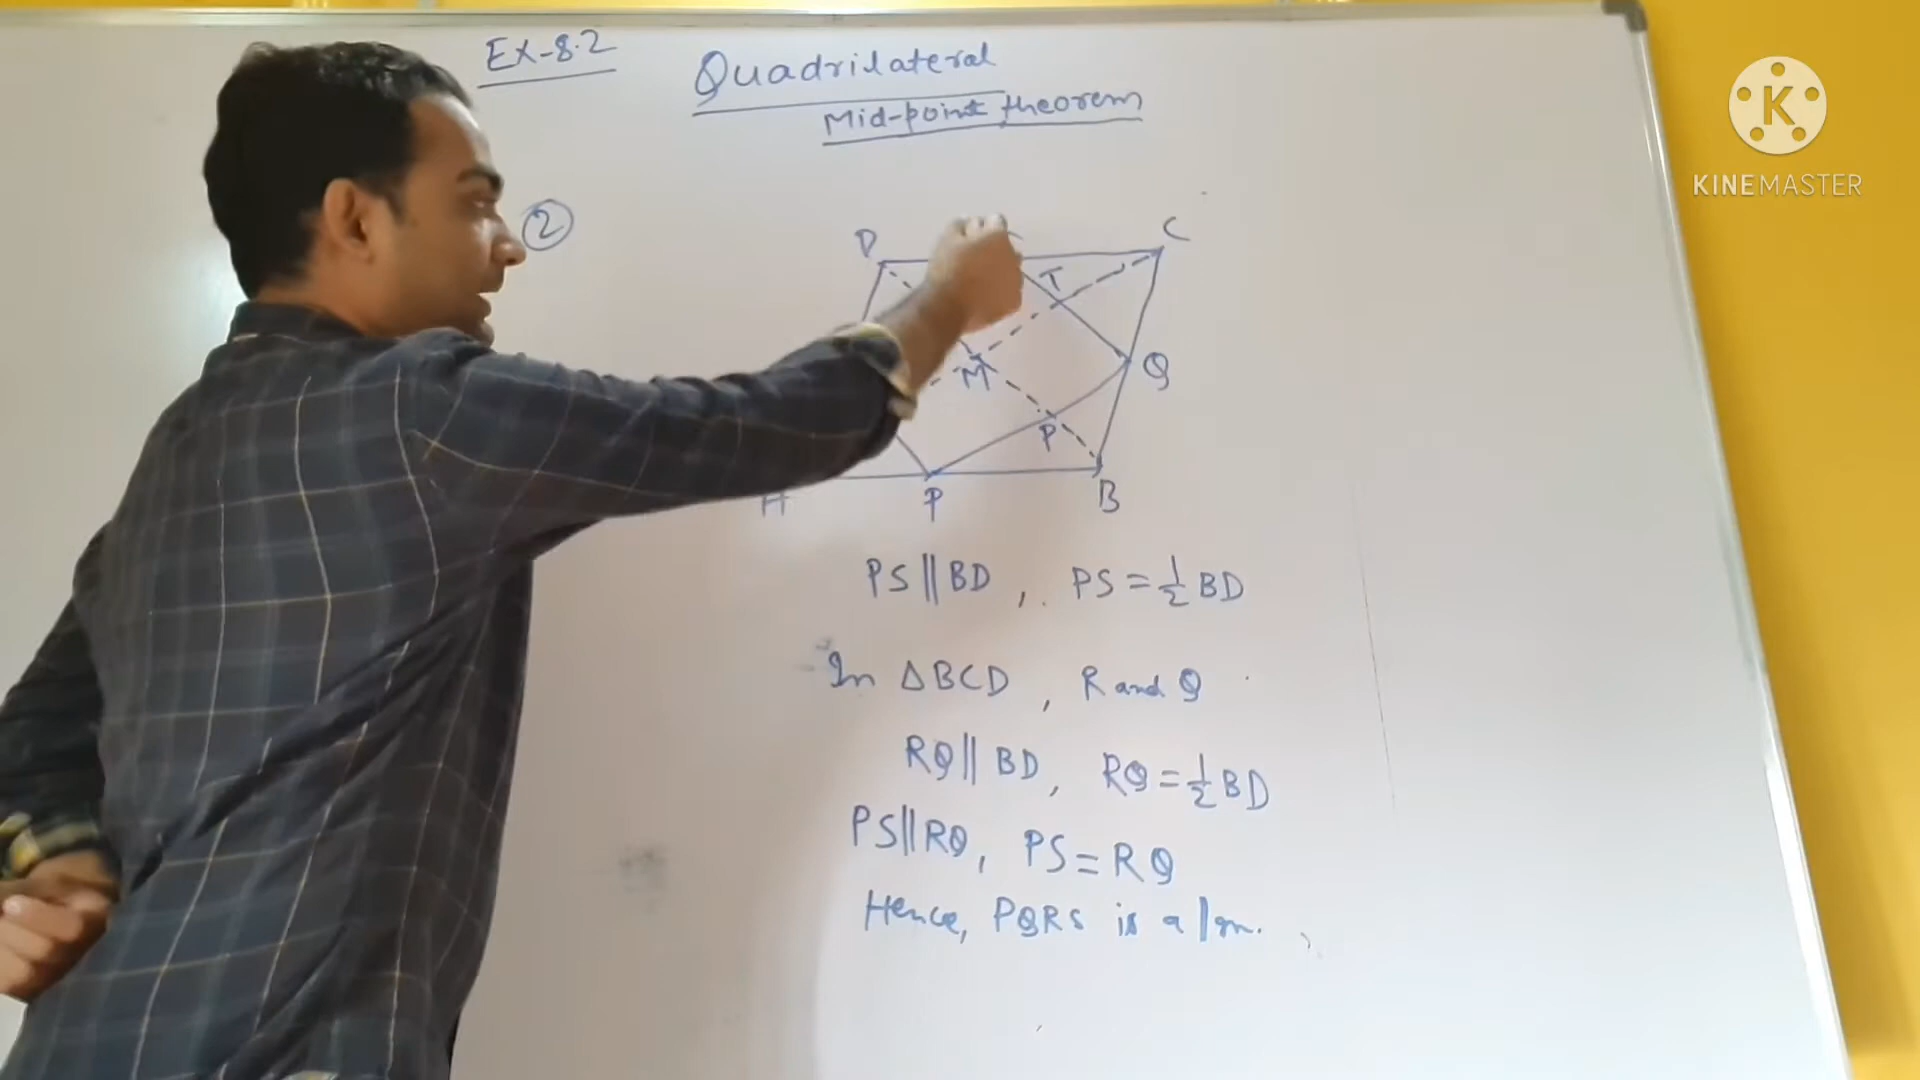 EX-8.2
Quadrilateral
Mid-point theorem
KINEMASTER
2
D
C
T
M
Q
P
A
P
B
PS || BD , PS = 1/2 BD
In ΔBCD , R and Q
RQ || BD, RQ = 1/2 BD
PS || RQ, PS = RQ
Hence, PQRS is a ||gm.